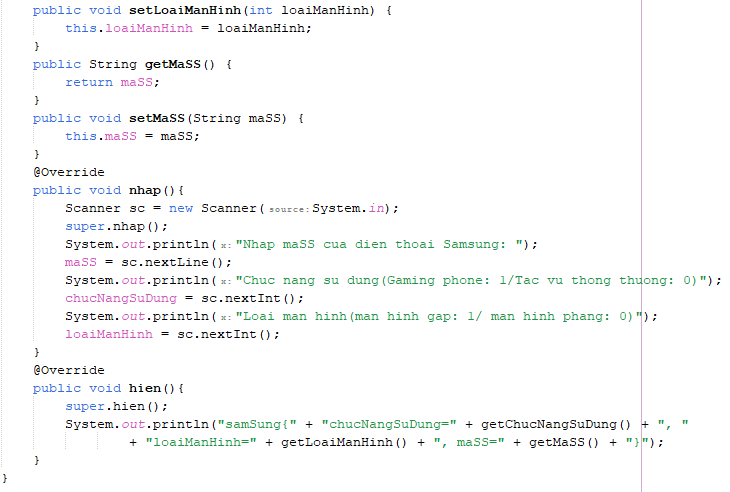 public void setLoaiManHinh(int loaiManHinh) {
this.loaiManHinh = loaiManHinh;
}
public String getMaSS() {
return maSS;
}
public void setMaSS(String maSS) {
this.maSS = maSS;
}
@Override
public void nhap(){
Scanner sc = new Scanner( source: System.in);
super.nhap();
System.out.println( x: "Nhap maSS cua dien thoai Samsung: ");
maSS = sc.nextLine();
System.out.println( x: "Chuc nang su dung(Gaming phone: 1/Tac vu thong thuong: 0)");
chucNangSuDung = sc.nextInt();
System.out.println( x: "Loai man hinh(man hinh gap: 1/ man hinh phang: 0)");
loaiManHinh = sc.nextInt();
}
@Override
public void hien(){
super.hien();
System.out.println("samSung{" + "chucNangSuDung=" + getChucNangSuDung() + ", "
+ "loaiManHinh=" + getLoaiManHinh() + ", maSS=" + getMaSS() + "}");
}
}